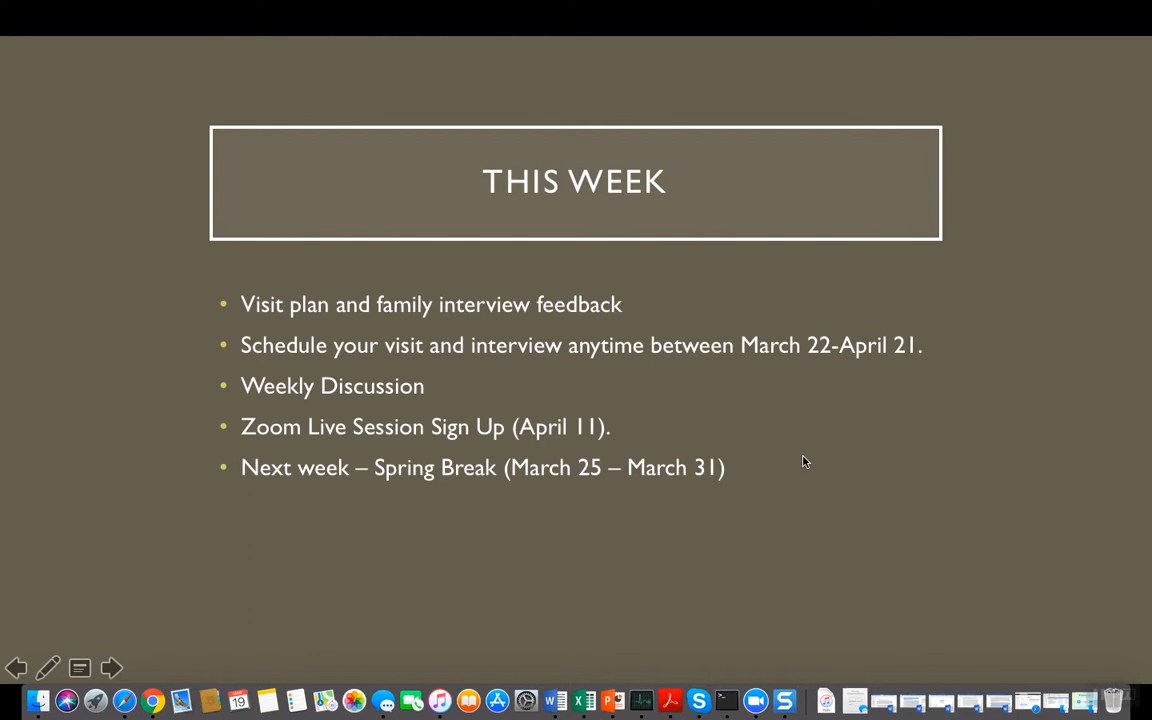 THIS WEEK
• Visit plan and family interview feedback
• Schedule your visit and interview anytime between March 22-April 21.
• Weekly Discussion
• Zoom Live Session Sign Up (April 11).
• Next week – Spring Break (March 25 – March 31)
19